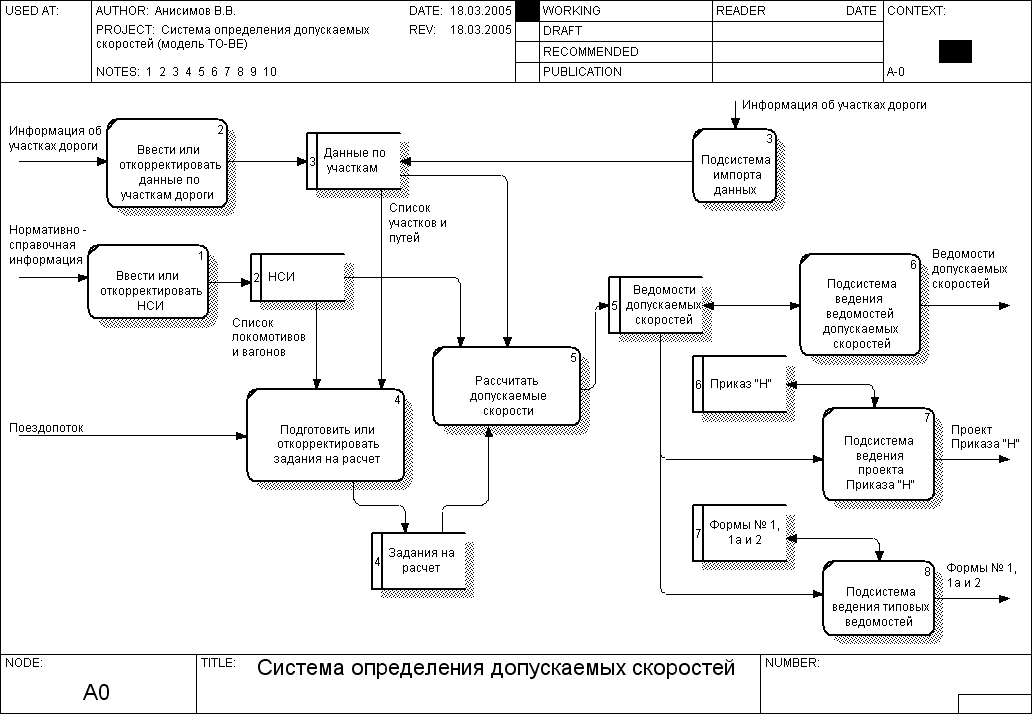 USED AT:
AUTHOR: Анисимов В.В.
DATE: 18.03.2005
PROJECT: Система определения допускаемых
скоростей (модель TO-BE)
REV: 18.03.2005
NOTES: 1 2 3 4 5 6 7 8 9 10
WORKING
DRAFT
RECOMMENDED
PUBLICATION
READER
DATE
CONTEXT:
A-0
Информация об
участках дороги
2
Ввести или
откорректировать
данные по
участкам дороги
3
Данные по
участкам
Информация об участках дороги
3
Подсистема
импорта
данных
Список
участков и
путей
Нормативно -
справочная
информация
1
Ввести или
откорректировать
НСИ
2
НСИ
Список
локомотивов
и вагонов
5
Ведомости
допускаемых
скоростей
6
Подсистема
ведения
ведомостей
допускаемых
скоростей
Ведомости
допускаемых
скоростей
5
Рассчитать
допускаемые
скорости
6
Приказ "Н"
Поездопоток
4
Подготовить или
откорректировать
задания на расчет
7
Подсистема
ведения
проекта
Приказа "Н"
Проект
Приказа "Н"
4
Задания на
расчет
7
Формы № 1,
1а и 2
8
Подсистема
ведения типовых
ведомостей
Формы № 1,
1а и 2
NODE:
A0
TITLE:
Система определения допускаемых скоростей
NUMBER: